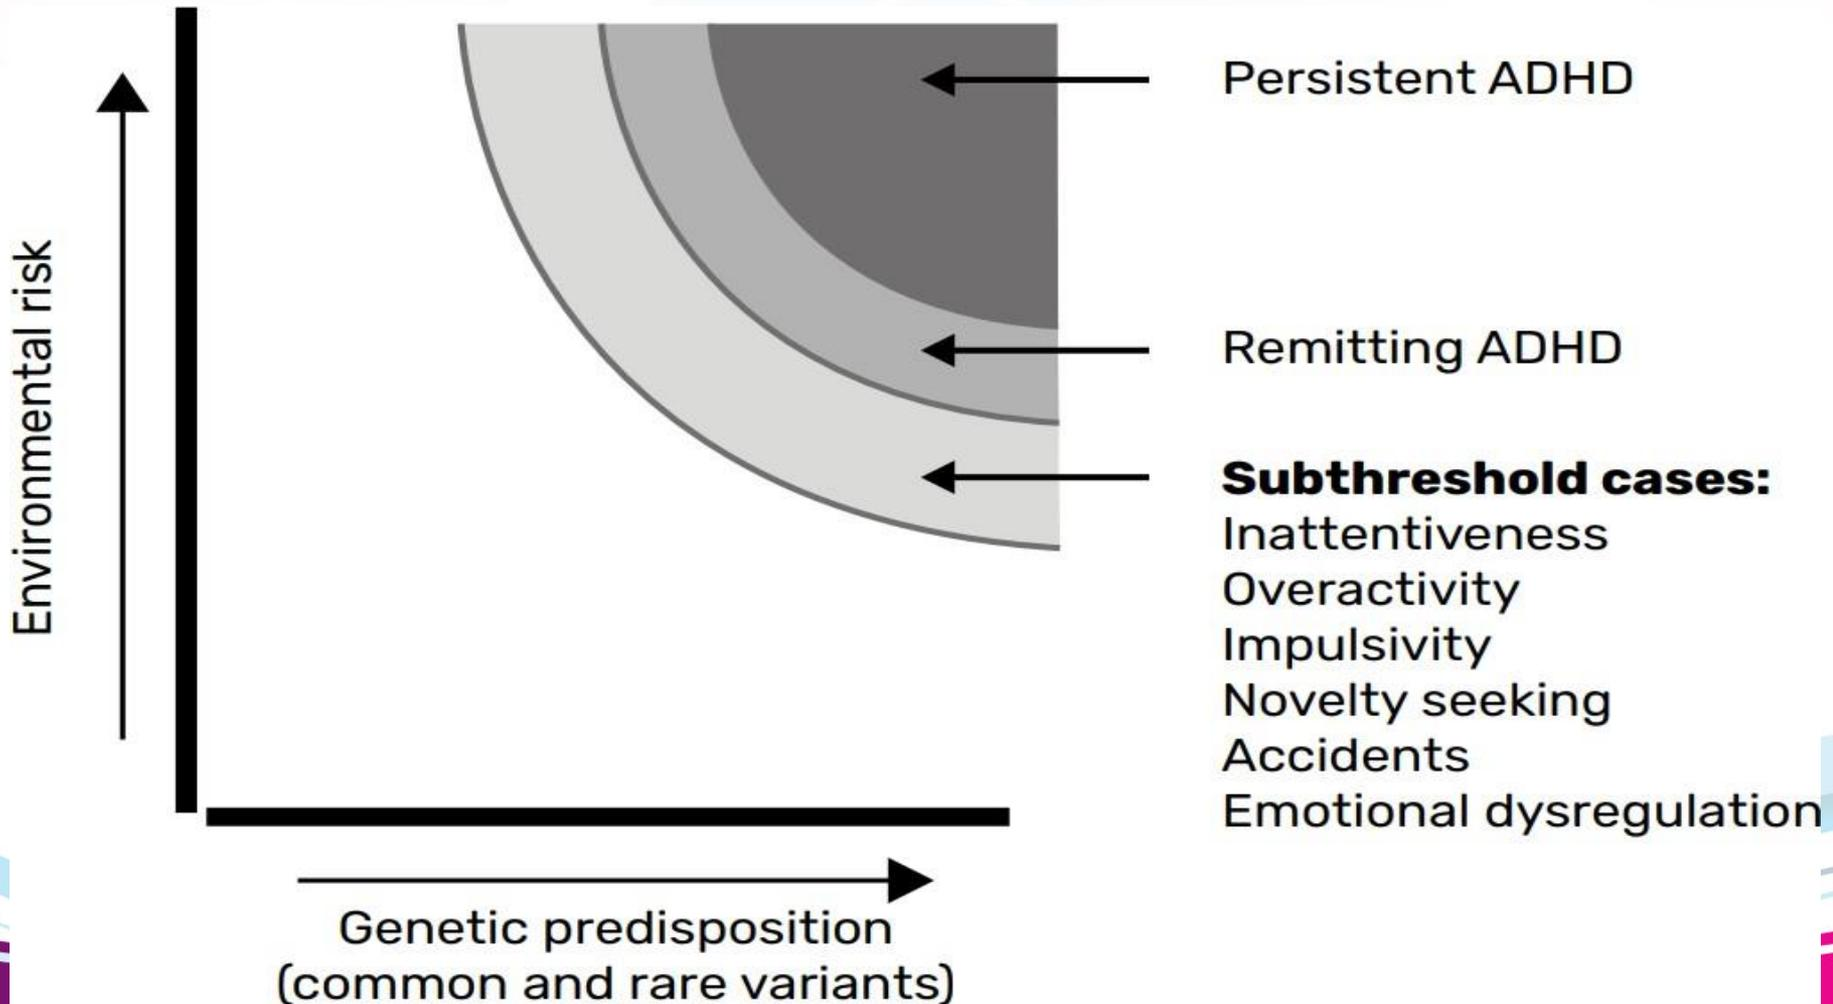 Environmental risk
Persistent ADHD
Remitting ADHD
Subthreshold cases:
Inattentiveness
Overactivity
Impulsivity
Novelty seeking
Accidents
Emotional dysregulation
Genetic predisposition
(common and rare variants)